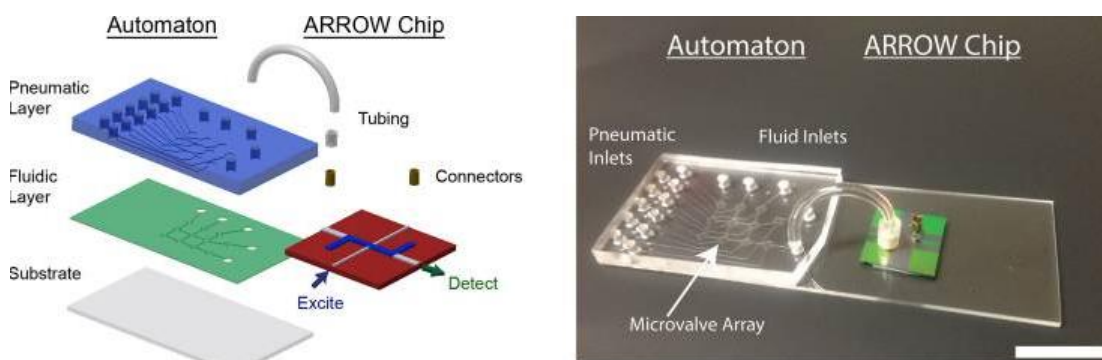 Automaton
ARROW Chip
Pneumatic
Layer
Tubing
Fluidic
Layer
Connectors
Substrate
Excite
Detect
Automaton
ARROW Chip
Pneumatic
Inlets
Fluid Inlets
Microvalve Array